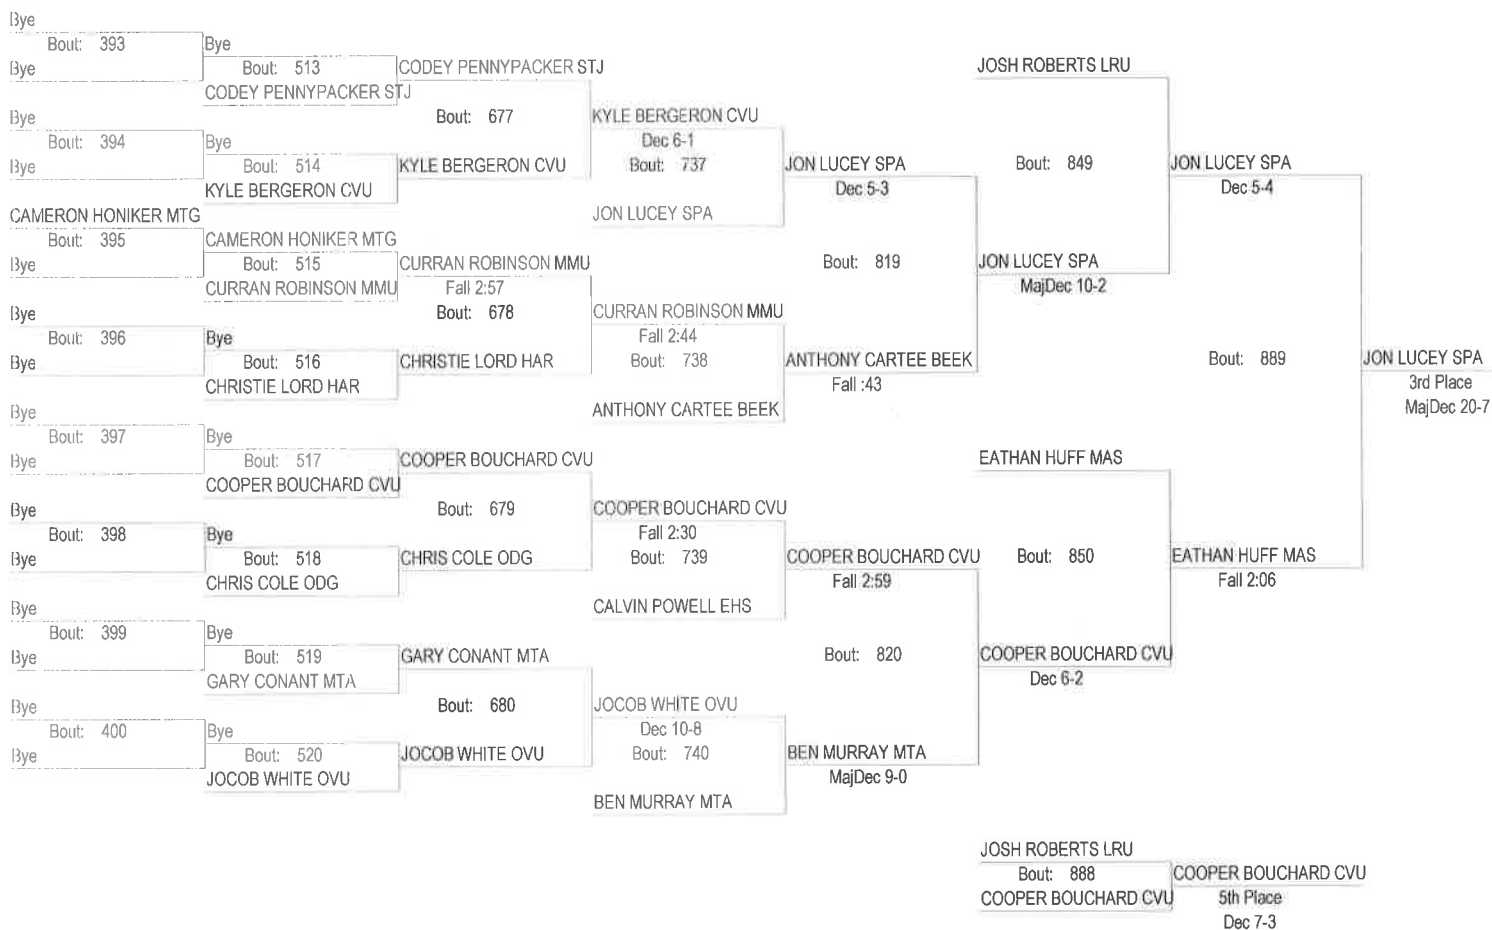 Bye
Bout: 393
Bye
Bye
Bout: 513
CODEY PENNYPACKER STJ
CODEY PENNYPACKER STJ
Bout: 677
Bye
Bout: 394
Bye
Bye
Bout: 514
KYLE BERGERON CVU
KYLE BERGERON CVU
KYLE BERGERON CVU
Dec 6-1
Bout: 737
JON LUCEY SPA
JON LUCEY SPA
Dec 5-3
CAMERON HONIKER MTG
Bout: 395
Bye
CAMERON HONIKER MTG
Bout: 515
CURRAN ROBINSON MMU
CURRAN ROBINSON MMU
Fall 2:57
Bout: 678
Bye
Bout: 396
Bye
Bye
Bout: 516
CHRISTIE LORD HAR
CHRISTIE LORD HAR
CURRAN ROBINSON MMU
Fall 2:44
Bout: 738
ANTHONY CARTEE BEEK
ANTHONY CARTEE BEEK
Fall :43
Bout: 819
JOSH ROBERTS LRU
Bout: 849
JON LUCEY SPA
MajDec 10-2
JON LUCEY SPA
Dec 5-4
Bye
Bout: 397
Bye
Bye
Bout: 517
COOPER BOUCHARD CVU
COOPER BOUCHARD CVU
Bout: 679
Bye
Bout: 398
Bye
Bye
Bout: 518
CHRIS COLE ODG
CHRIS COLE ODG
COOPER BOUCHARD CVU
Fall 2:30
Bout: 739
CALVIN POWELL EHS
COOPER BOUCHARD CVU
Fall 2:59
Bye
Bout: 399
Bye
Bye
Bout: 519
GARY CONANT MTA
GARY CONANT MTA
Bout: 680
Bye
Bout: 400
Bye
Bye
Bout: 520
JOCOB WHITE OVU
JOCOB WHITE OVU
JOCOB WHITE OVU
Dec 10-8
Bout: 740
BEN MURRAY MTA
BEN MURRAY MTA
MajDec 9-0
Bout: 820
EATHAN HUFF MAS
Bout: 850
COOPER BOUCHARD CVU
Dec 6-2
EATHAN HUFF MAS
Fall 2:06
Bout: 889
JON LUCEY SPA
3rd Place
MajDec 20-7
JOSH ROBERTS LRU
Bout: 888
COOPER BOUCHARD CVU
COOPER BOUCHARD CVU
5th Place
Dec 7-3